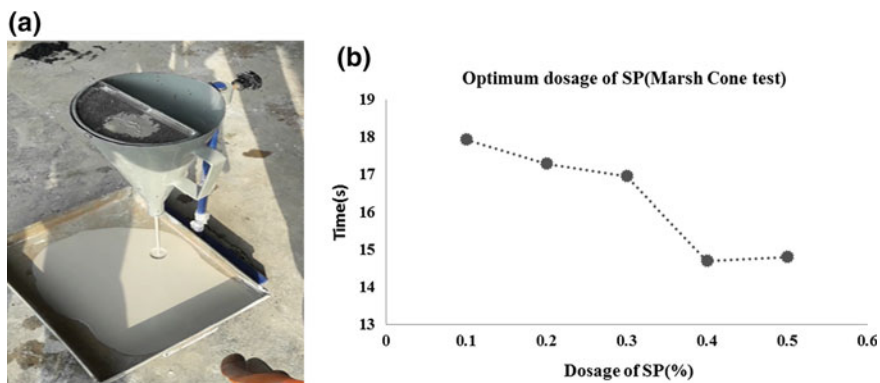 (a)
(b)
Optimum dosage of SP(Marsh Cone test)
19
18
17
16
15
14
13
Time(s)
0 0.1 0.2 0.3 0.4 0.5 0.6
Dosage of SP(%)